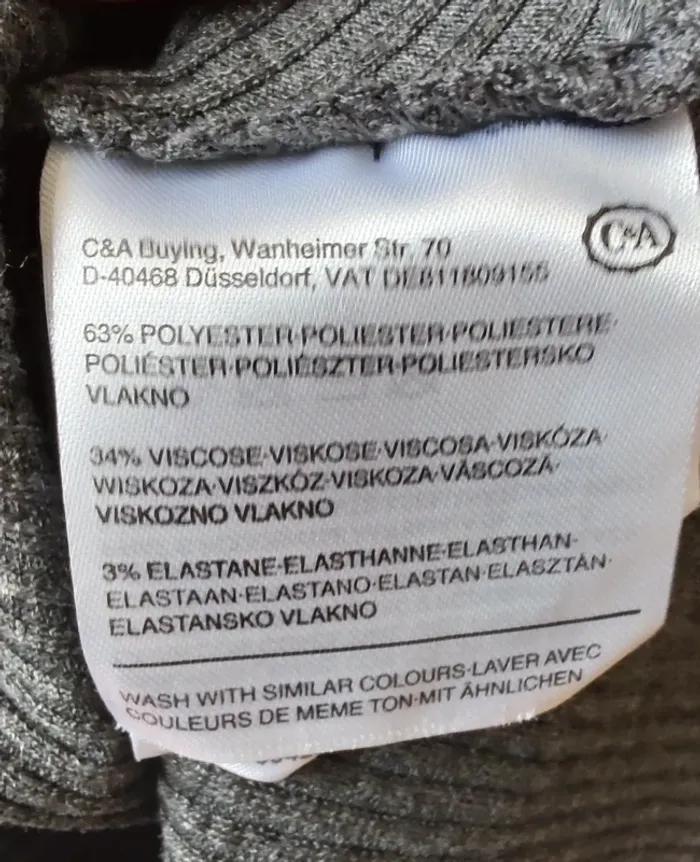 C&A
C&A Buying, Wanheimer Str. 70
D-40468 Düsseldorf, VAT DE811809155
63% POLYESTER·POLIESTER·POLIESTERE·
POLIÉSTER·POLIÉSZTER·POLIESTERSKO
VLAKNO
34% VISCOSE·VISKOSE·VISCOSA·VISKÓZA·
WISKOZA·VISZKÓZ·VISKOZA·VÂSCOZĂ·
VISKOZNO VLAKNO
3% ELASTANE·ELASTHANNE·ELASTHAN·
ELASTAAN·ELASTANO·ELASTAN·ELASZTÁN·
ELASTANSKO VLAKNO
WASH WITH SIMILAR COLOURS·LAVER AVEC
COULEURS DE MEME TON·MIT ÄHNLICHEN